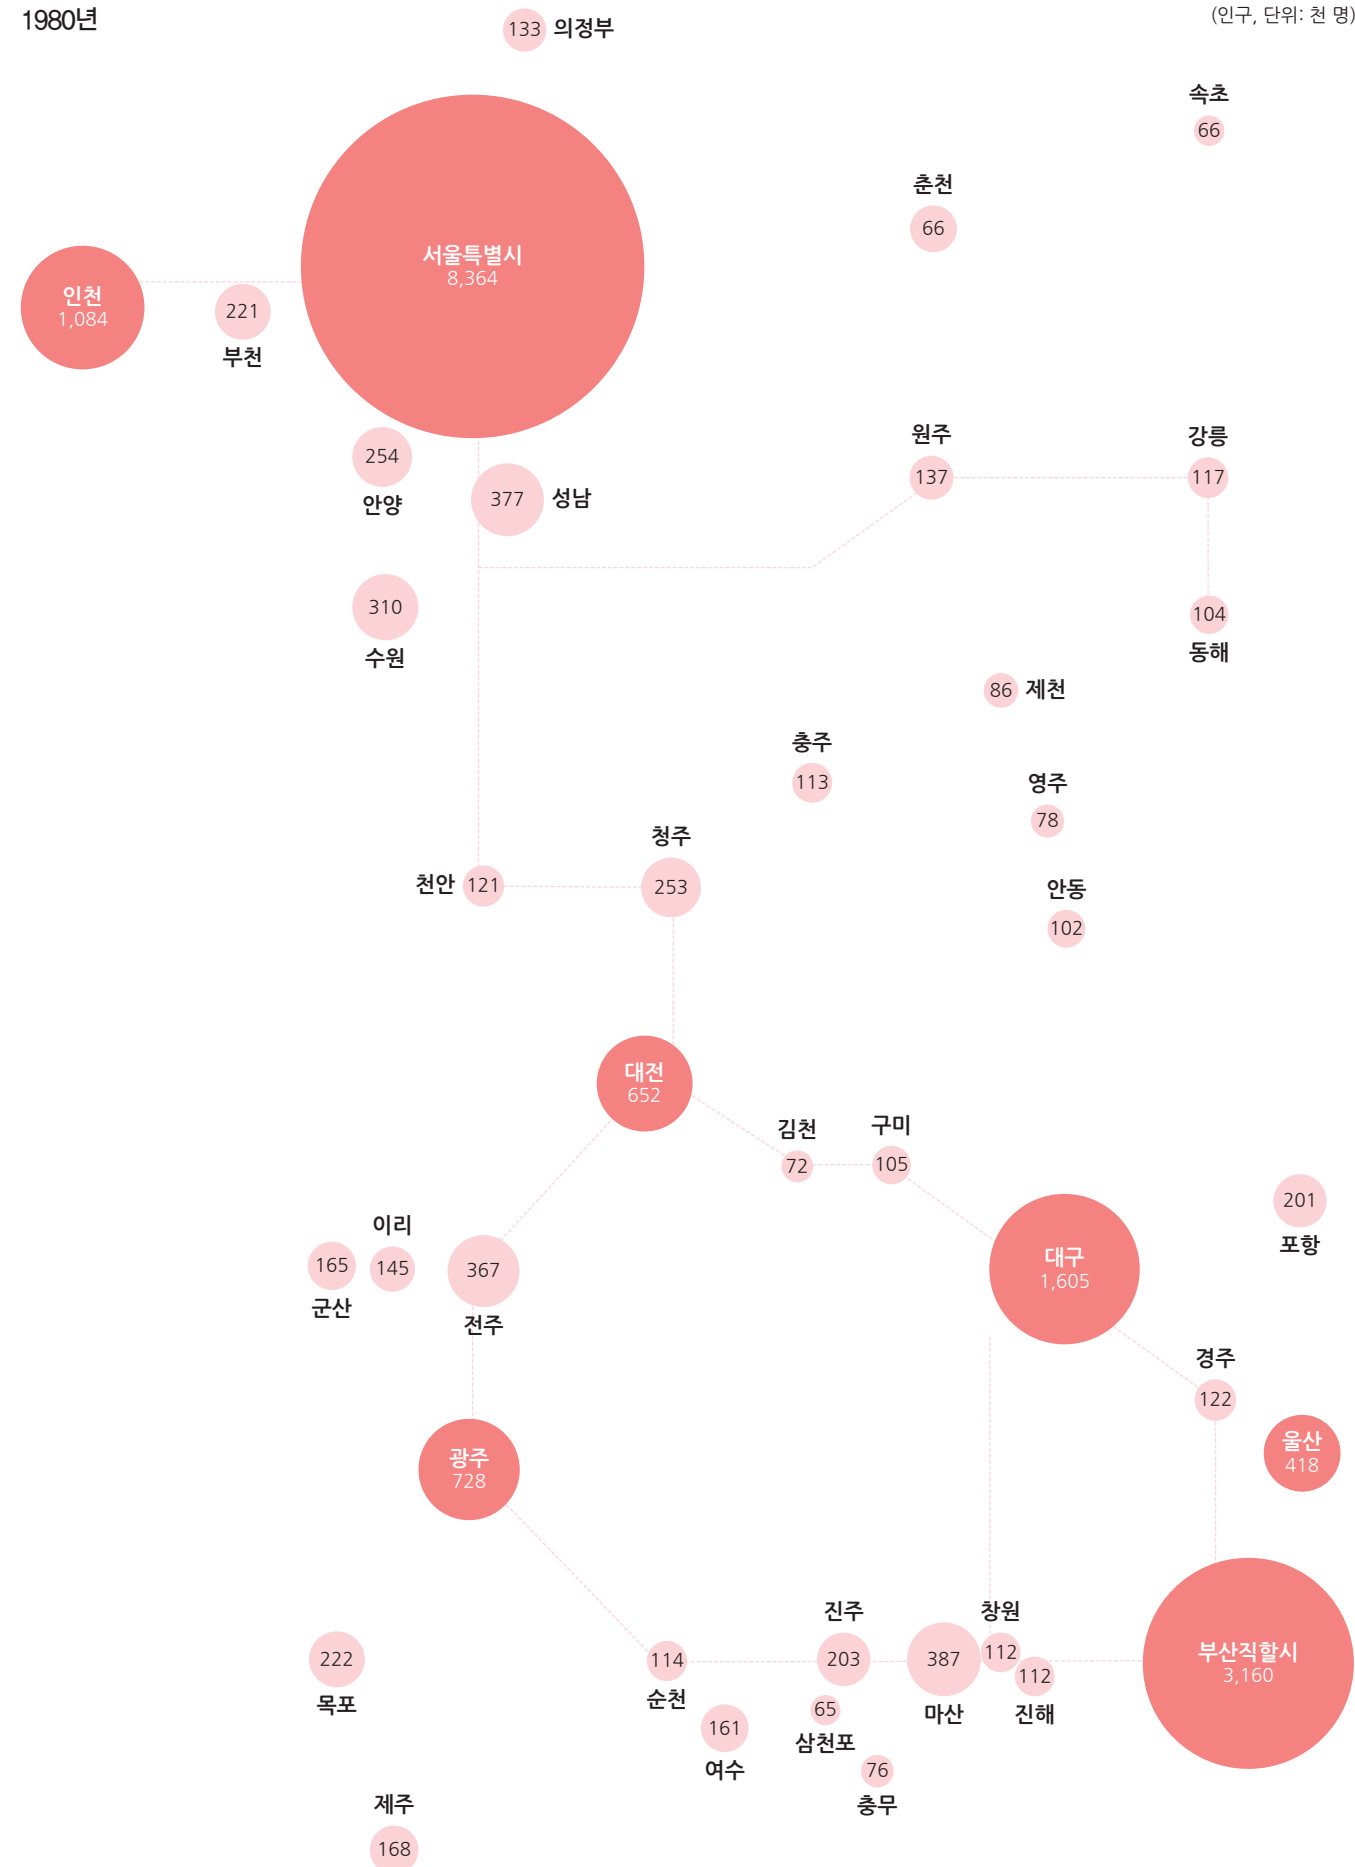 1980년
(인구, 단위: 천 명)
133 의정부
속초
66
춘천
66
서울특별시
8,364
인천
1,084
221
부천
254
안양
377 성남
원주
137
강릉
117
310
수원
104
동해
86 제천
충주
113
영주
78
청주
253
천안 121
안동
102
대전
652
김천
72
구미
105
201
포항
이리
145
165
군산
367
전주
대구
1,605
경주
122
울산
418
광주
728
222
목포
114
순천
진주
203
387
마산
창원
112
112
진해
부산직할시
3,160
161
여수
65
삼천포
76
충무
제주
168